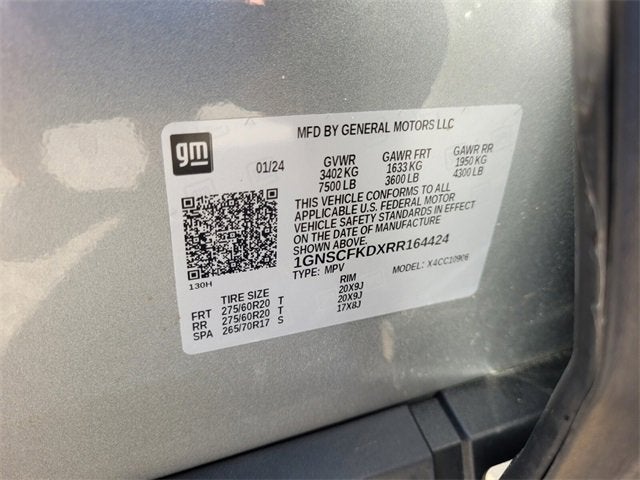 gm
MFD BY GENERAL MOTORS LLC
01/24 GVWR GAWR FRT GAWR RR
3402 KG 1633 KG 1950 KG
7500 LB 3600 LB 4300 LB
THIS VEHICLE CONFORMS TO ALL
APPLICABLE U.S. FEDERAL MOTOR
VEHICLE SAFETY STANDARDS IN EFFECT
ON THE DATE OF MANUFACTURE
SHOWN ABOVE.
1GNSCFKDXRR164424
130H
TYPE: MPV MODEL: X4CC10906
TIRE SIZE RIM
FRT 275/60R20 T 20X9J
RR 275/60R20 T 20X9J
SPA 265/70R17 S 17X8J